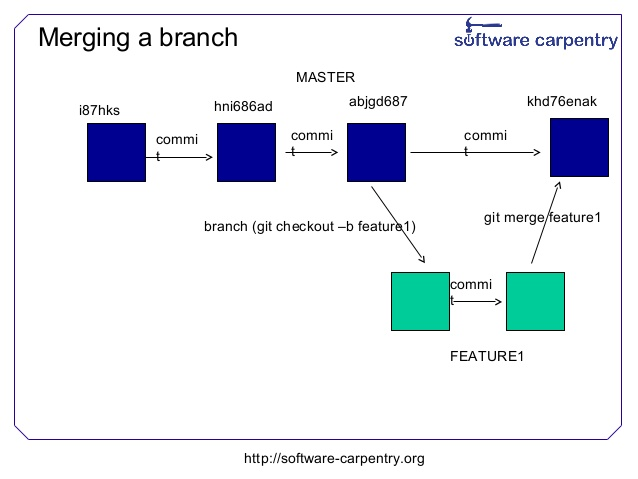 Merging a branch
software carpentry
MASTER
i87hks
hni686ad
abjgd687
khd76enak
commi
t
commi
t
commi
t
branch (git checkout –b feature1)
git merge feature1
commi
t
FEATURE1
http://software-carpentry.org